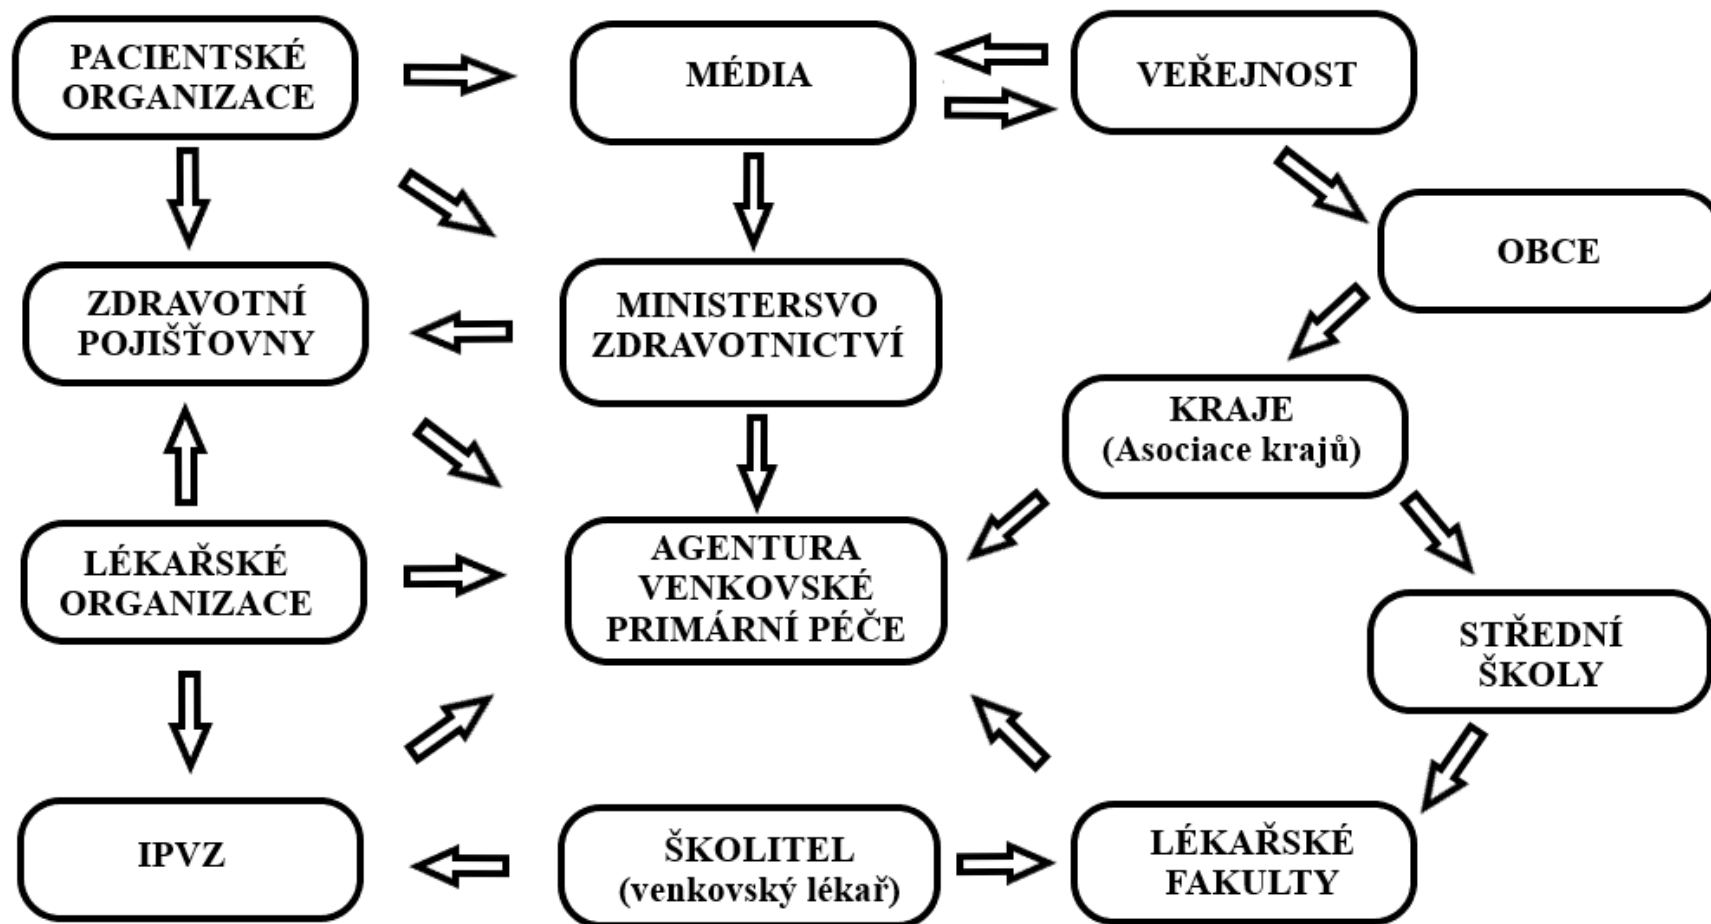 PACIENTSKÉ
ORGANIZACE
MÉDIA
VEŘEJNOST
OBCE
ZDRAVOTNÍ
POJIŠŤOVNY
MINISTERSVO
ZDRAVOTNICTVÍ
KRAJE
(Asociace krajů)
LÉKAŘSKÉ
ORGANIZACE
AGENTURA
VENKOVSKÉ
PRIMÁRNÍ PÉČE
STŘEDNÍ
ŠKOLY
IPVZ
ŠKOLITEL
(venkovský lékař)
LÉKAŘSKÉ
FAKULTY